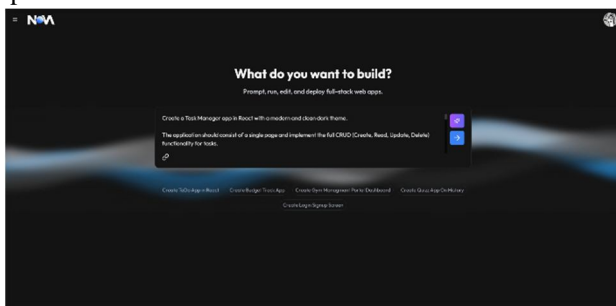 NOVA
What do you want to build?
Prompt, run, edit, and deploy full-stack web apps.
Create a Task Manager app in React with a modern and clean dark theme.
The application should consist of a single page and implement the full CRUD (Create, Read, Update, Delete)
functionality for tasks.
Create ToDo App in React Create Budget Track App Create Gym Managment Portal Dashboard Create Quizz App On History
Create Login Signup Screen